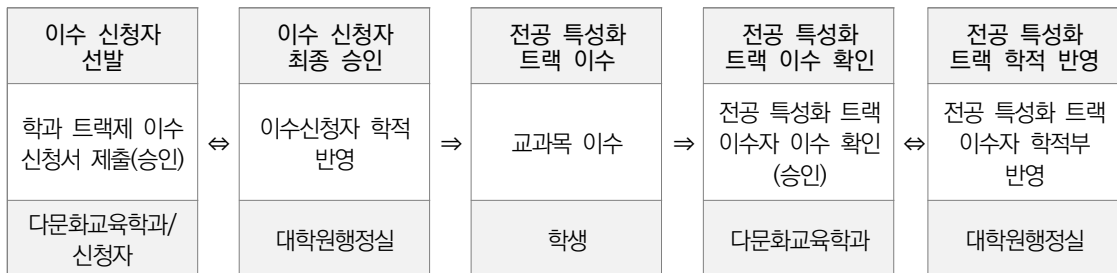 이수 신청자
선발
학과 트랙제 이수
신청서 제출(승인)
다문화교육학과/
신청자
⇔
이수 신청자
최종 승인
이수신청자 학적
반영
대학원행정실
⇒
전공 특성화
트랙 이수
교과목 이수
학생
⇒
전공 특성화
트랙 이수 확인
전공 특성화 트랙
이수자 이수 확인
(승인)
다문화교육학과
⇔
전공 특성화
트랙 학적 반영
전공 특성화 트랙
이수자 학적부
반영
대학원행정실